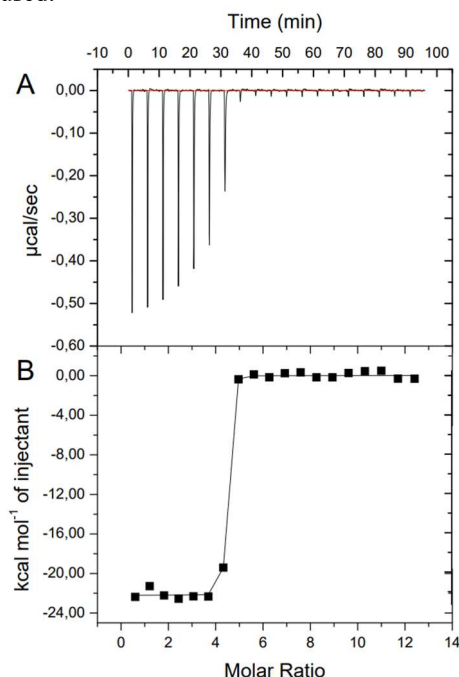 Time (min)
-10 0 10 20 30 40 50 60 70 80 90 100
A
0,00
-0,10
-0,20
-0,30
-0,40
-0,50
-0,60
µcal/sec
B
0,00
-4,00
-8,00
-12,00
-16,00
-20,00
-24,00
kcal mol⁻¹ of injectant
0 2 4 6 8 10 12 14
Molar Ratio